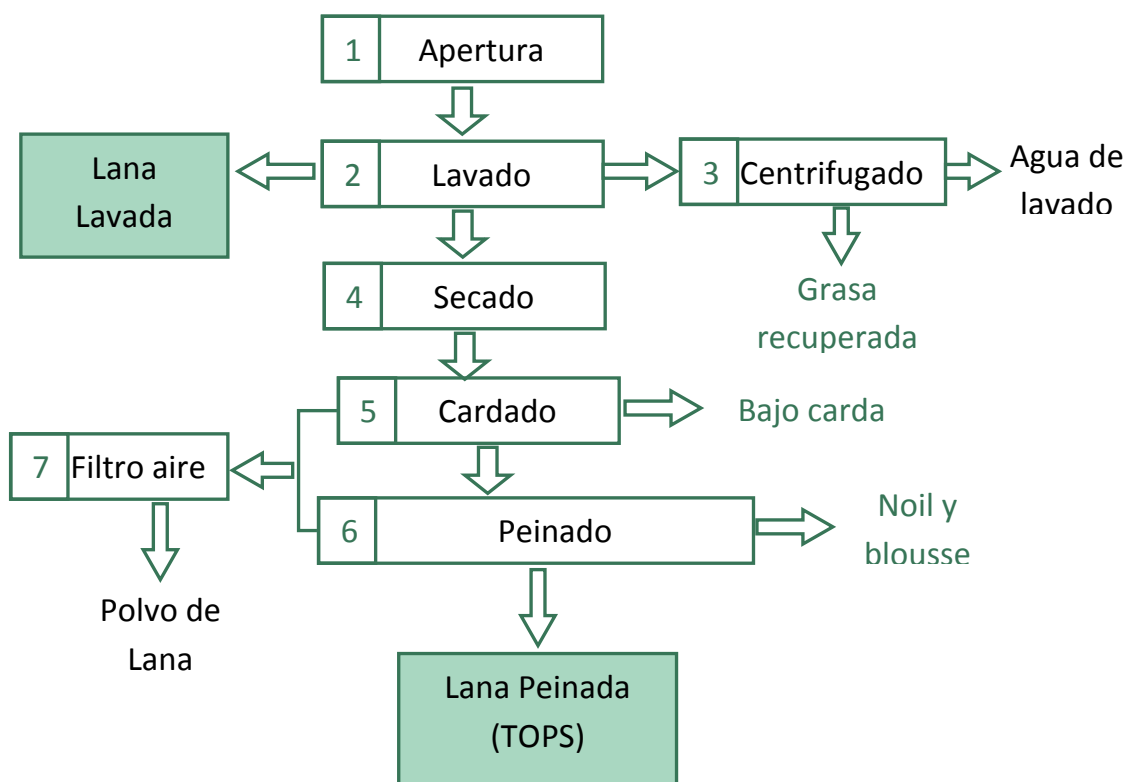 1 Apertura
Lana
Lavada
2 Lavado
3 Centrifugado
Agua de
lavado
4 Secado
Grasa
recuperada
5 Cardado
Bajo carda
7 Filtro aire
6 Peinado
Noil y
blousse
Polvo de
Lana
Lana Peinada
(TOPS)